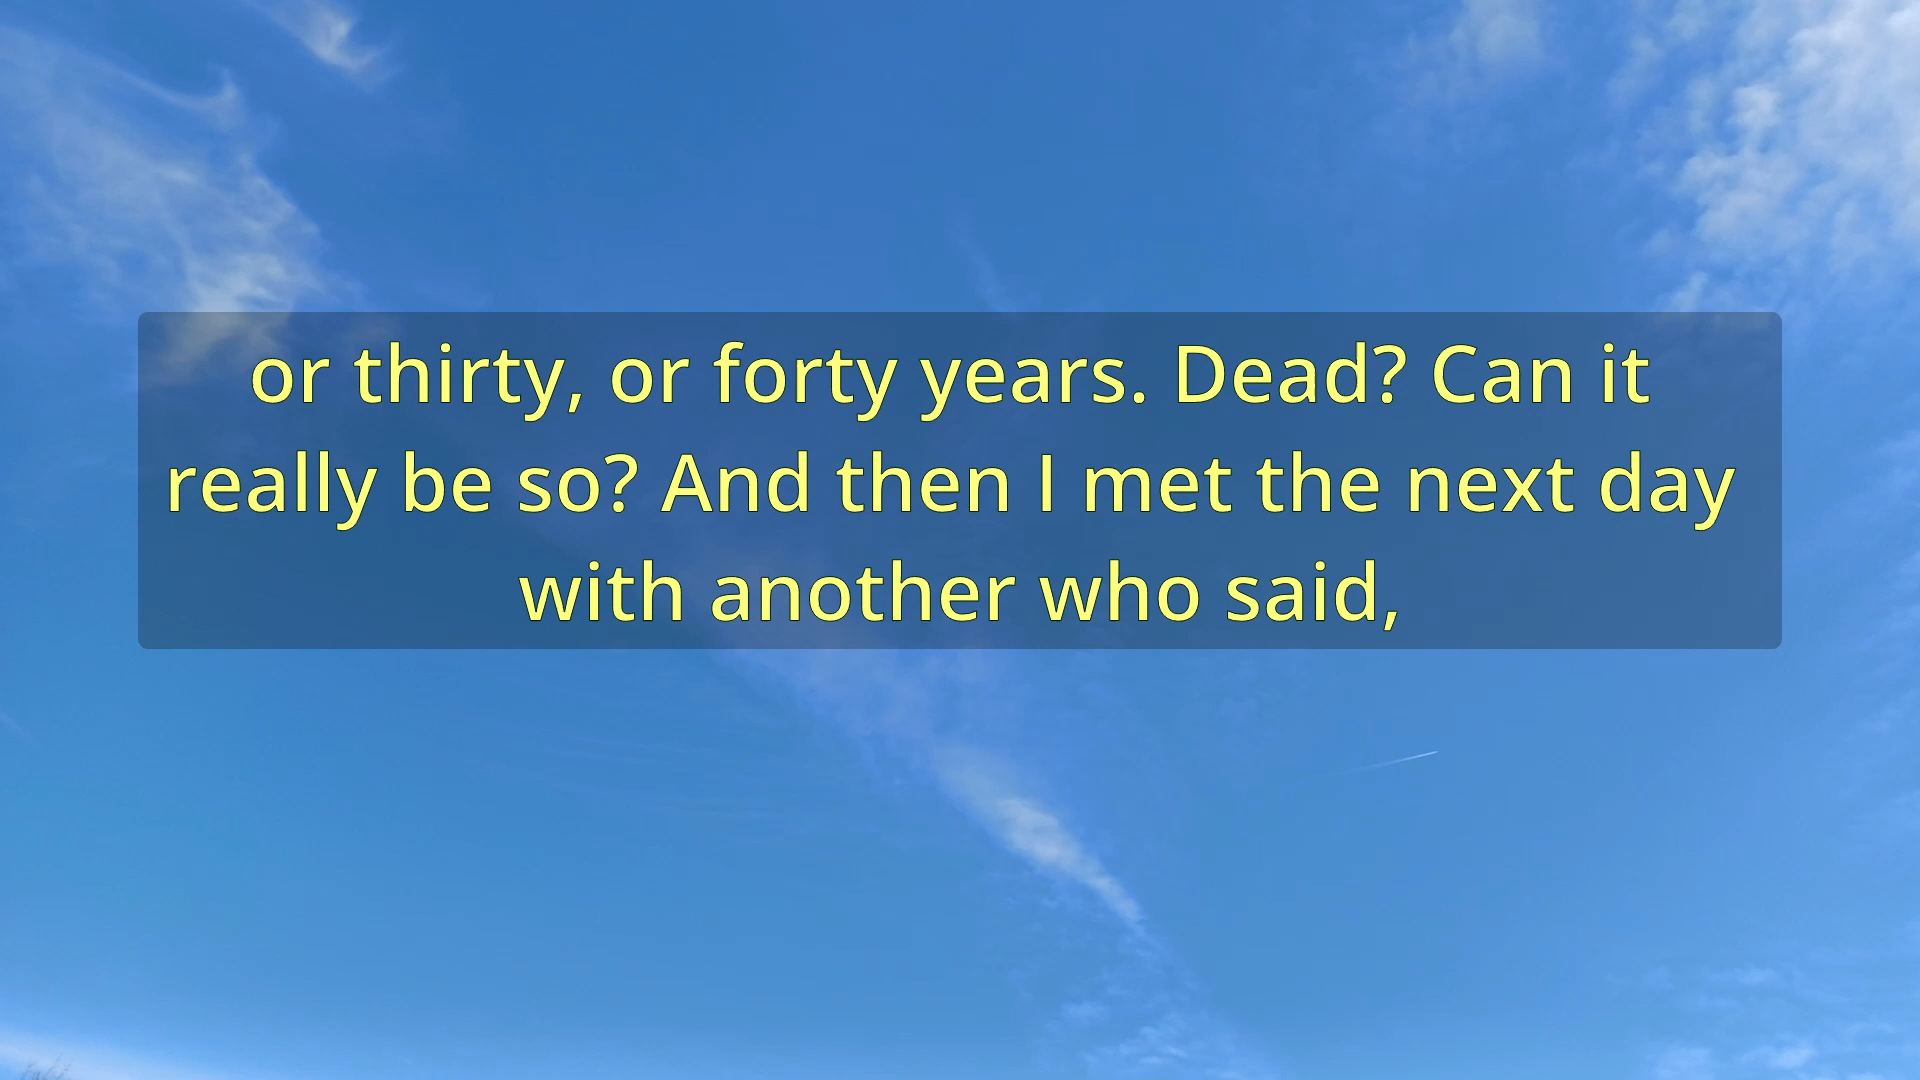 or thirty, or forty years. Dead? Can it
really be so? And then I met the next day
with another who said,